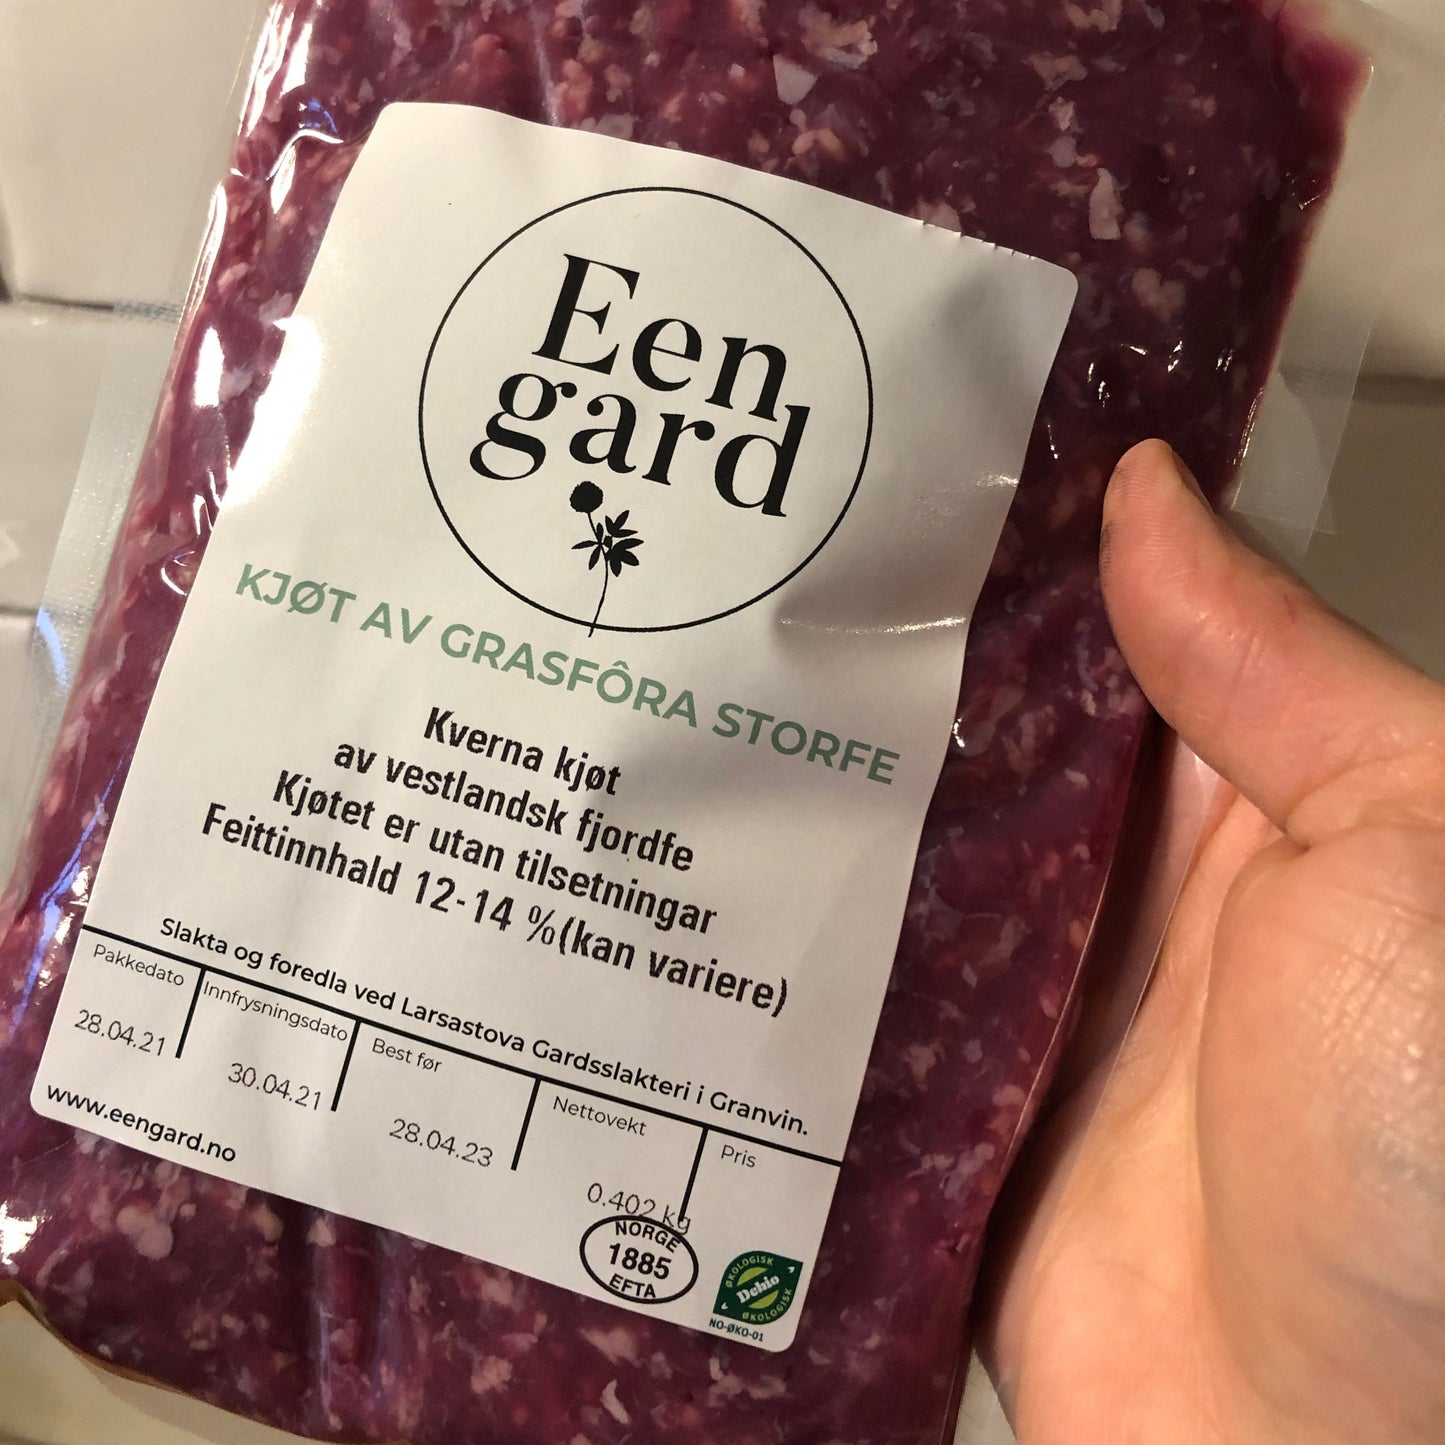 Een
gard
KJØT AV GRASFÔRA STORFE
Kverna kjøt
av vestlandsk fjordfe
Kjøtet er utan tilsetningar
Feittinnhald 12-14 %(kan variere)
Slakta og foredla ved Larsastova Gardsslakteri i Granvin.
Pakkedato
28.04.21
Innfrysningsdato
30.04.21
Best før
28.04.23
Nettovekt
0.402 kg
Pris
www.eengard.no
NORGE
1885
EFTA
ØKOLOGISK
Debio
ØKOLOGISK
NO-ØKO-01